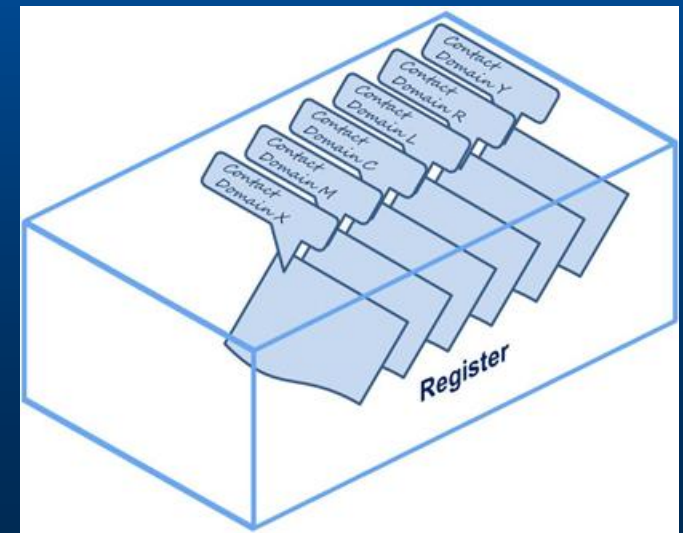 Contact
Domain Y
Contact
Domain R
Contact
Domain L
Contact
Domain C
Contact
Domain M
Contact
Domain X
Register